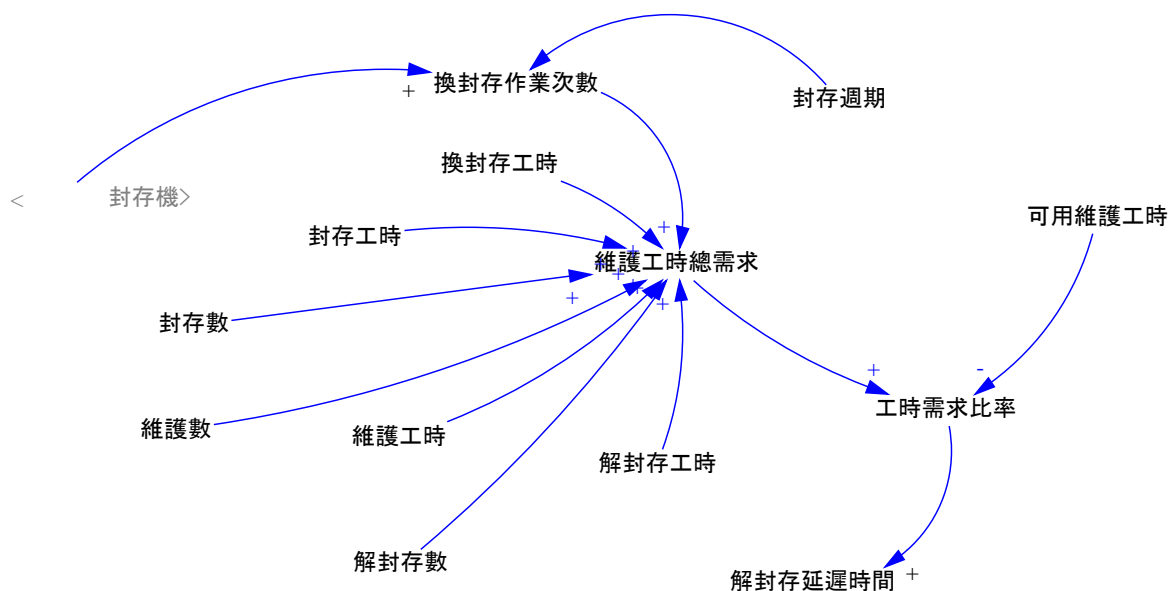 換封存作業次數
+
封存週期
換封存工時
< 封存機>
可用維護工時
封存工時
+
維護工時總需求
+
+
+
+
+
+
封存數
+
-
工時需求比率
維護數
維護工時
解封存工時
解封存數
解封存延遲時間
+